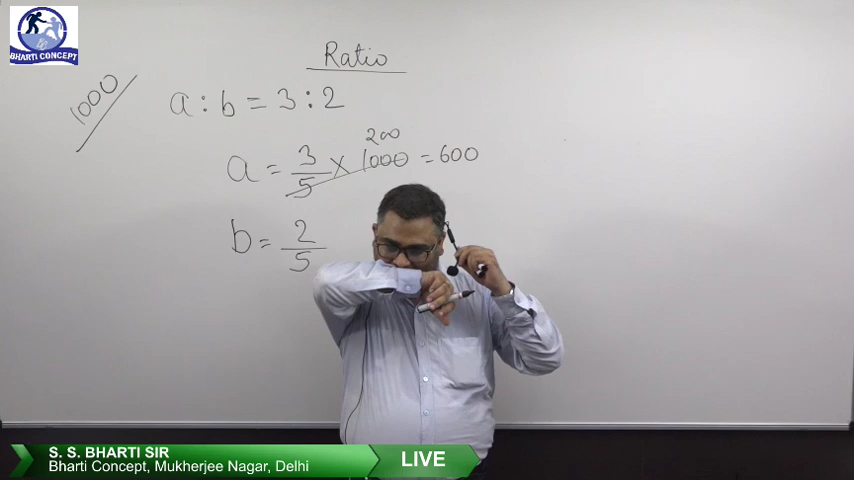 BHARTI CONCEPT
Ratio
1000
a : b = 3 : 2
200
a = 3/5 × 1000 = 600
b = 2/5
S. S. BHARTI SIR
Bharti Concept, Mukherjee Nagar, Delhi
LIVE